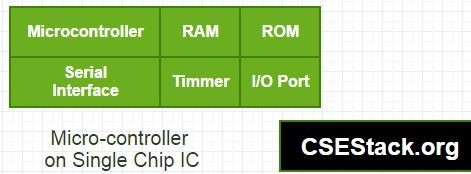 Microcontroller RAM ROM
Serial Timmer I/O Port
Interface
Micro-controller
on Single Chip IC
CSEStack.org